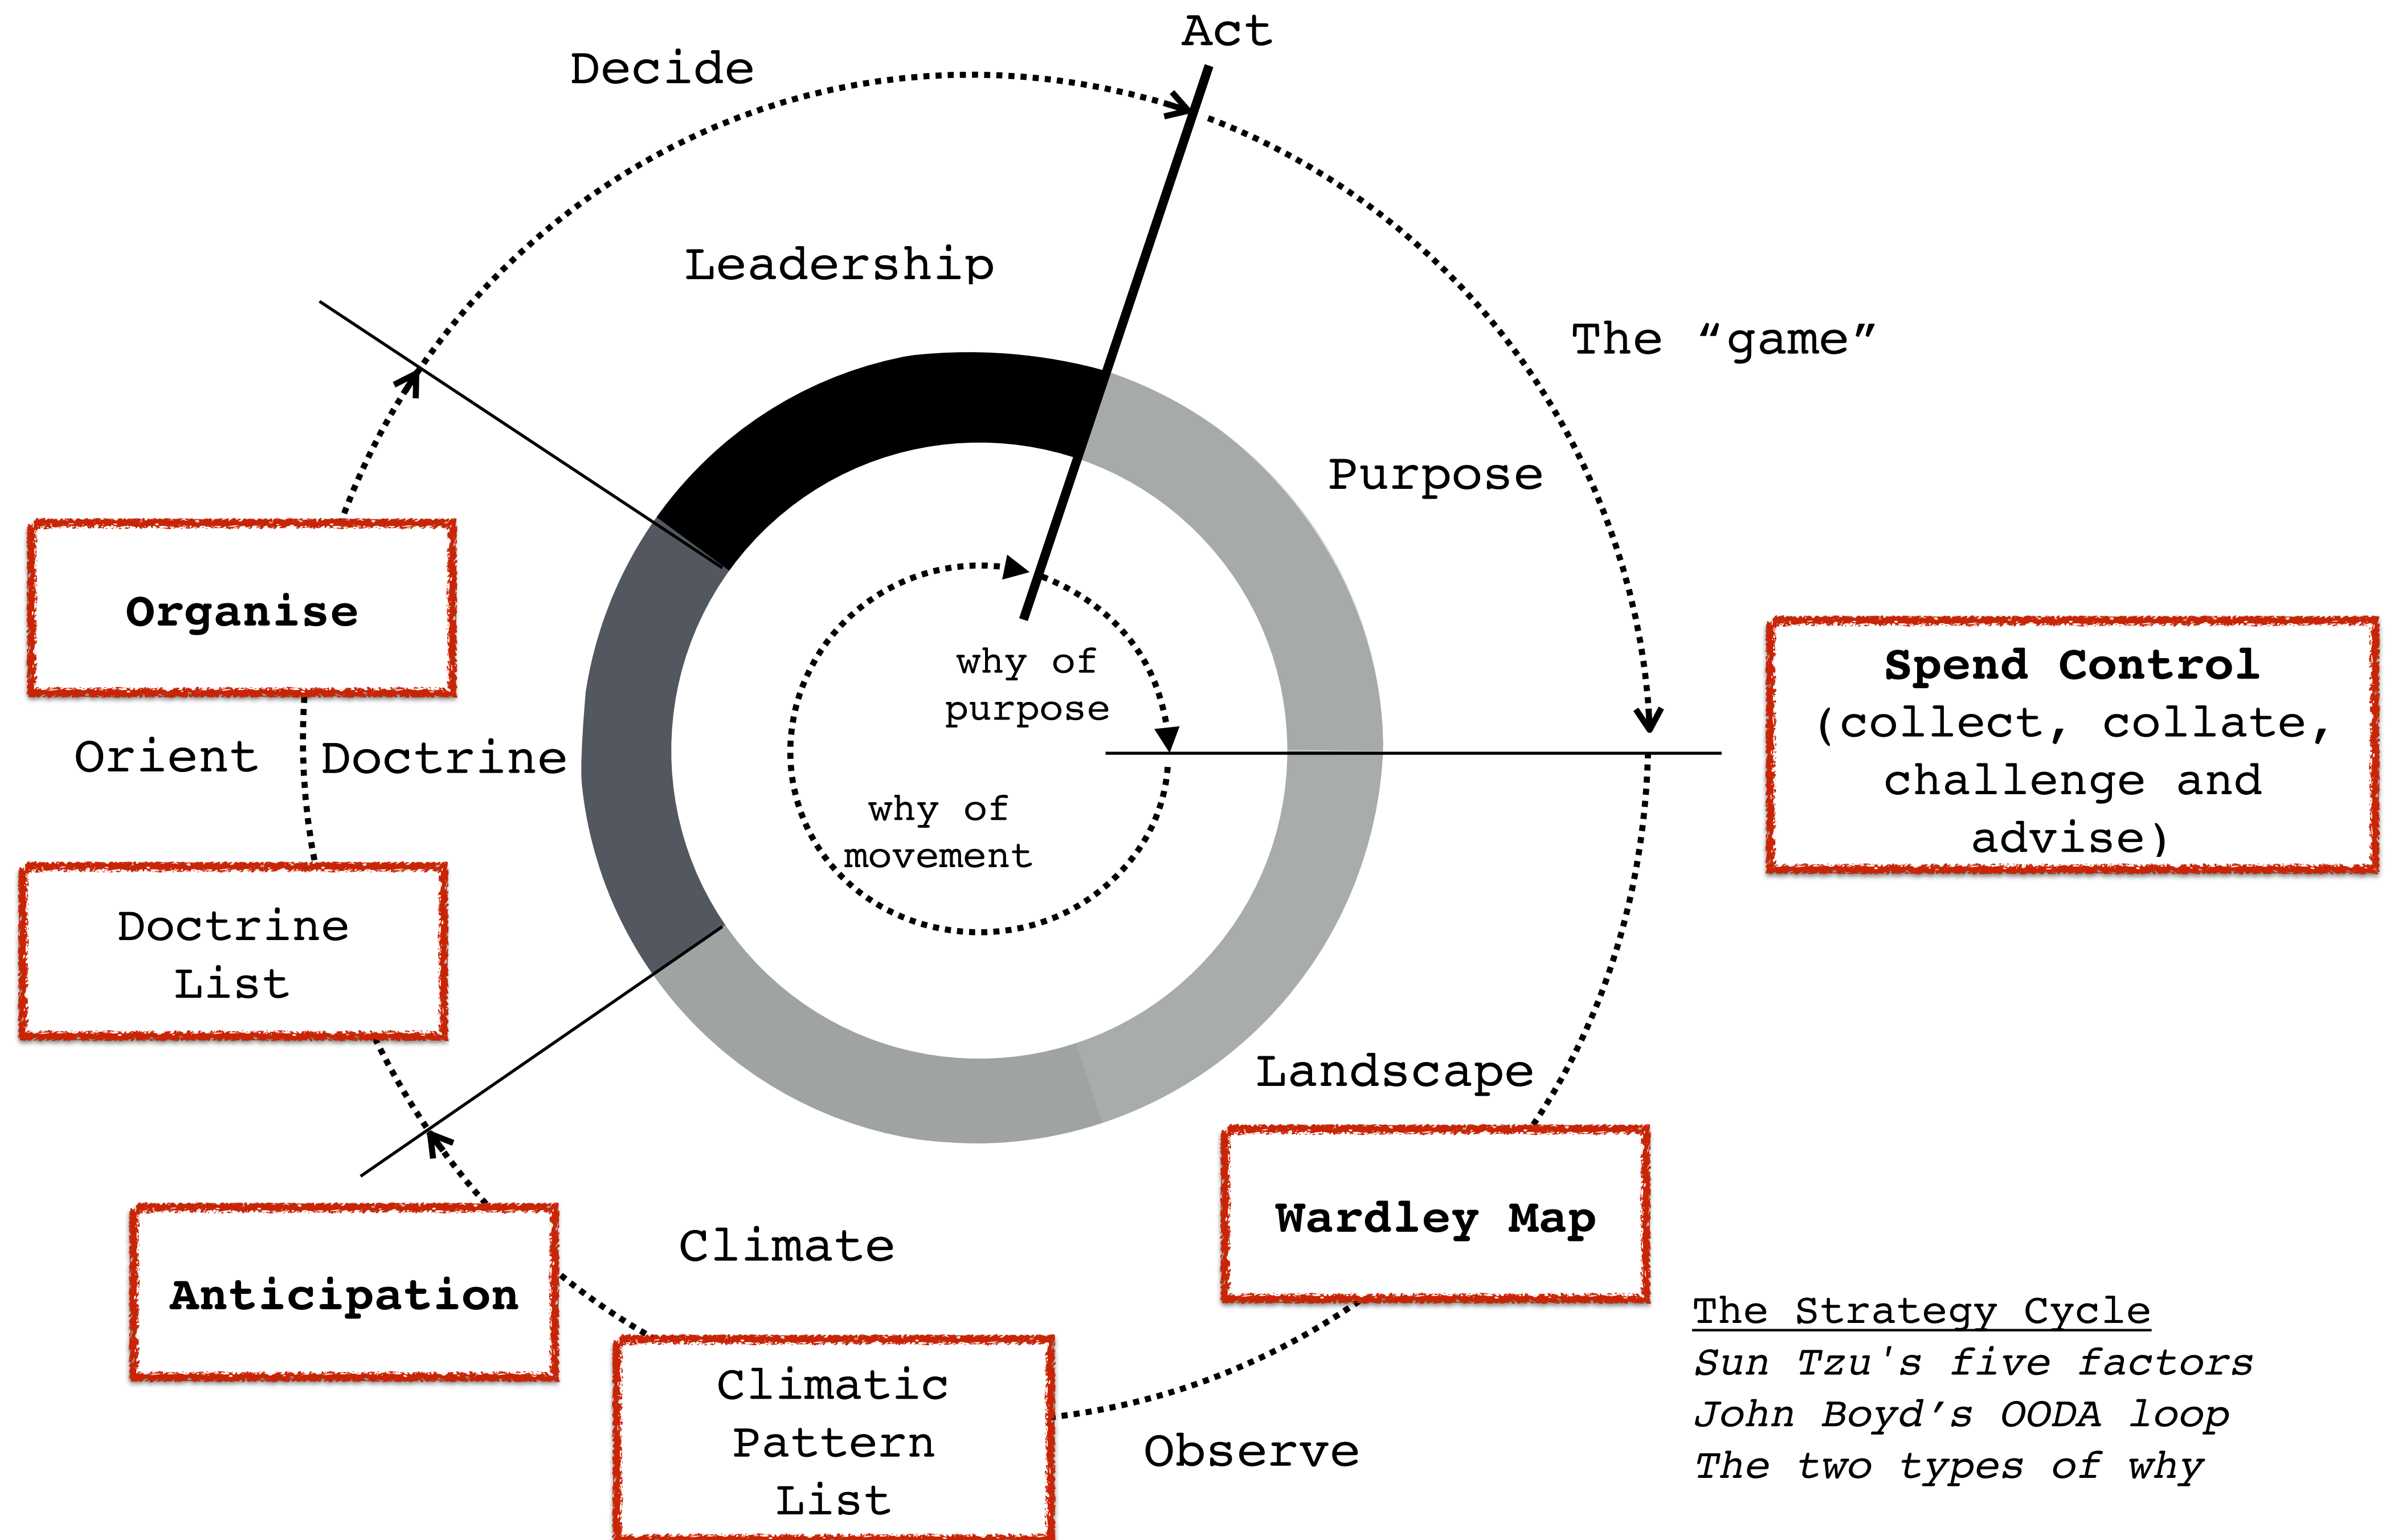 Act
Decide
Leadership
The “game”
Purpose
Organise
why of
purpose
Spend Control
(collect, collate,
challenge and
advise)
Orient
Doctrine
why of
movement
Doctrine
List
Landscape
Wardley Map
Climate
Anticipation
Climatic
Pattern
List
Observe
The Strategy Cycle
Sun Tzu's five factors
John Boyd’s OODA loop
The two types of why